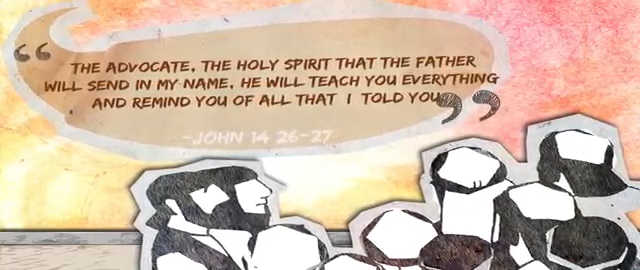 “ THE ADVOCATE, THE HOLY SPIRIT THAT THE FATHER
WILL SEND IN MY NAME, HE WILL TEACH YOU EVERYTHING
AND REMIND YOU OF ALL THAT I TOLD YOU ”
-JOHN 14 26-27